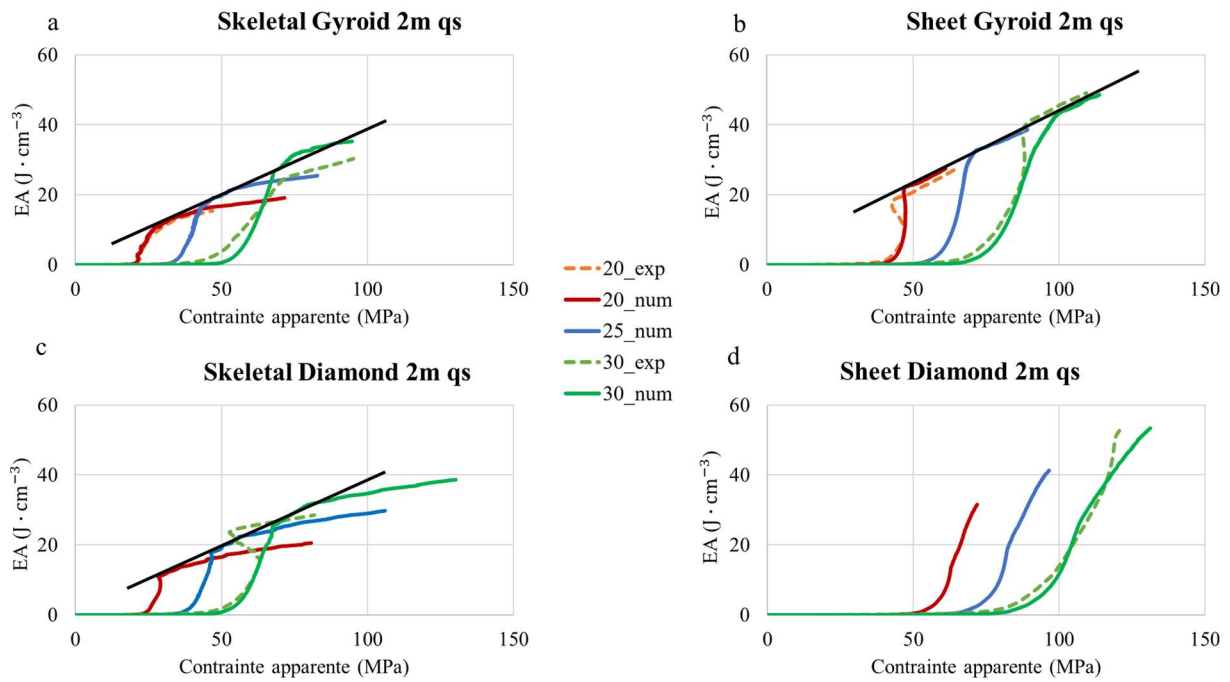 a
Skeletal Gyroid 2m qs
60
40
20
0
EA (J · cm⁻³)
0 50 100 150
Contrainte apparente (MPa)
b
Sheet Gyroid 2m qs
60
40
20
0
EA (J · cm⁻³)
0 50 100 150
Contrainte apparente (MPa)
20_exp
20_num
25_num
30_exp
30_num
c
Skeletal Diamond 2m qs
60
40
20
0
EA (J · cm⁻³)
0 50 100 150
Contrainte apparente (MPa)
d
Sheet Diamond 2m qs
60
40
20
0
EA (J · cm⁻³)
0 50 100 150
Contrainte apparente (MPa)